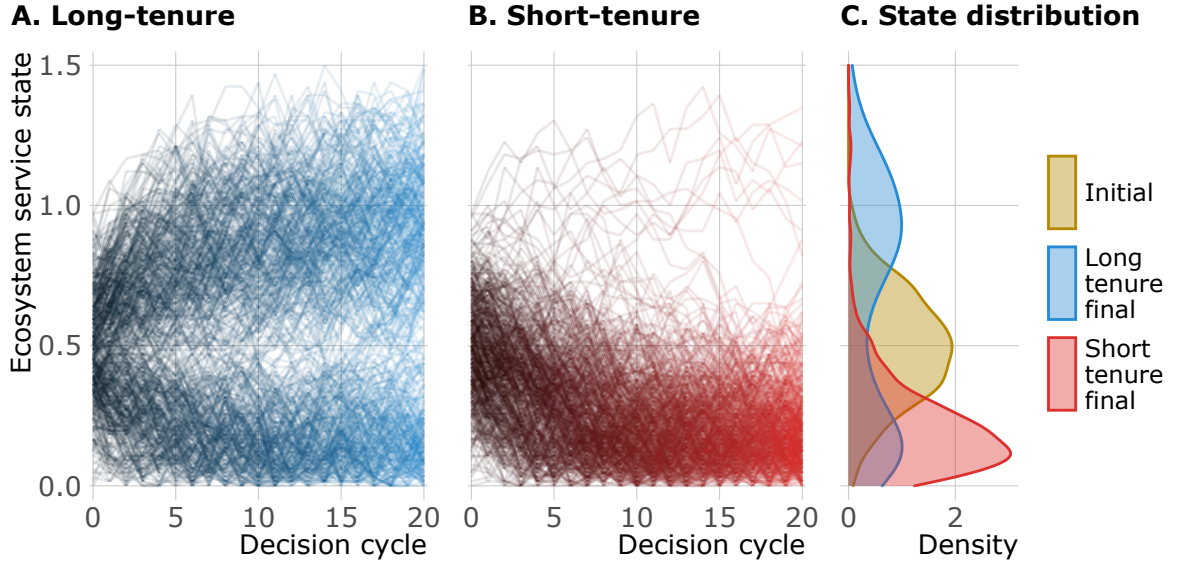 A. Long-tenure
B. Short-tenure
C. State distribution
Ecosystem service state
1.5
1.0
0.5
0.0
0 5 10 15 20
Decision cycle
0 5 10 15 20
Decision cycle
0 2
Density
Initial
Long
tenure
final
Short
tenure
final